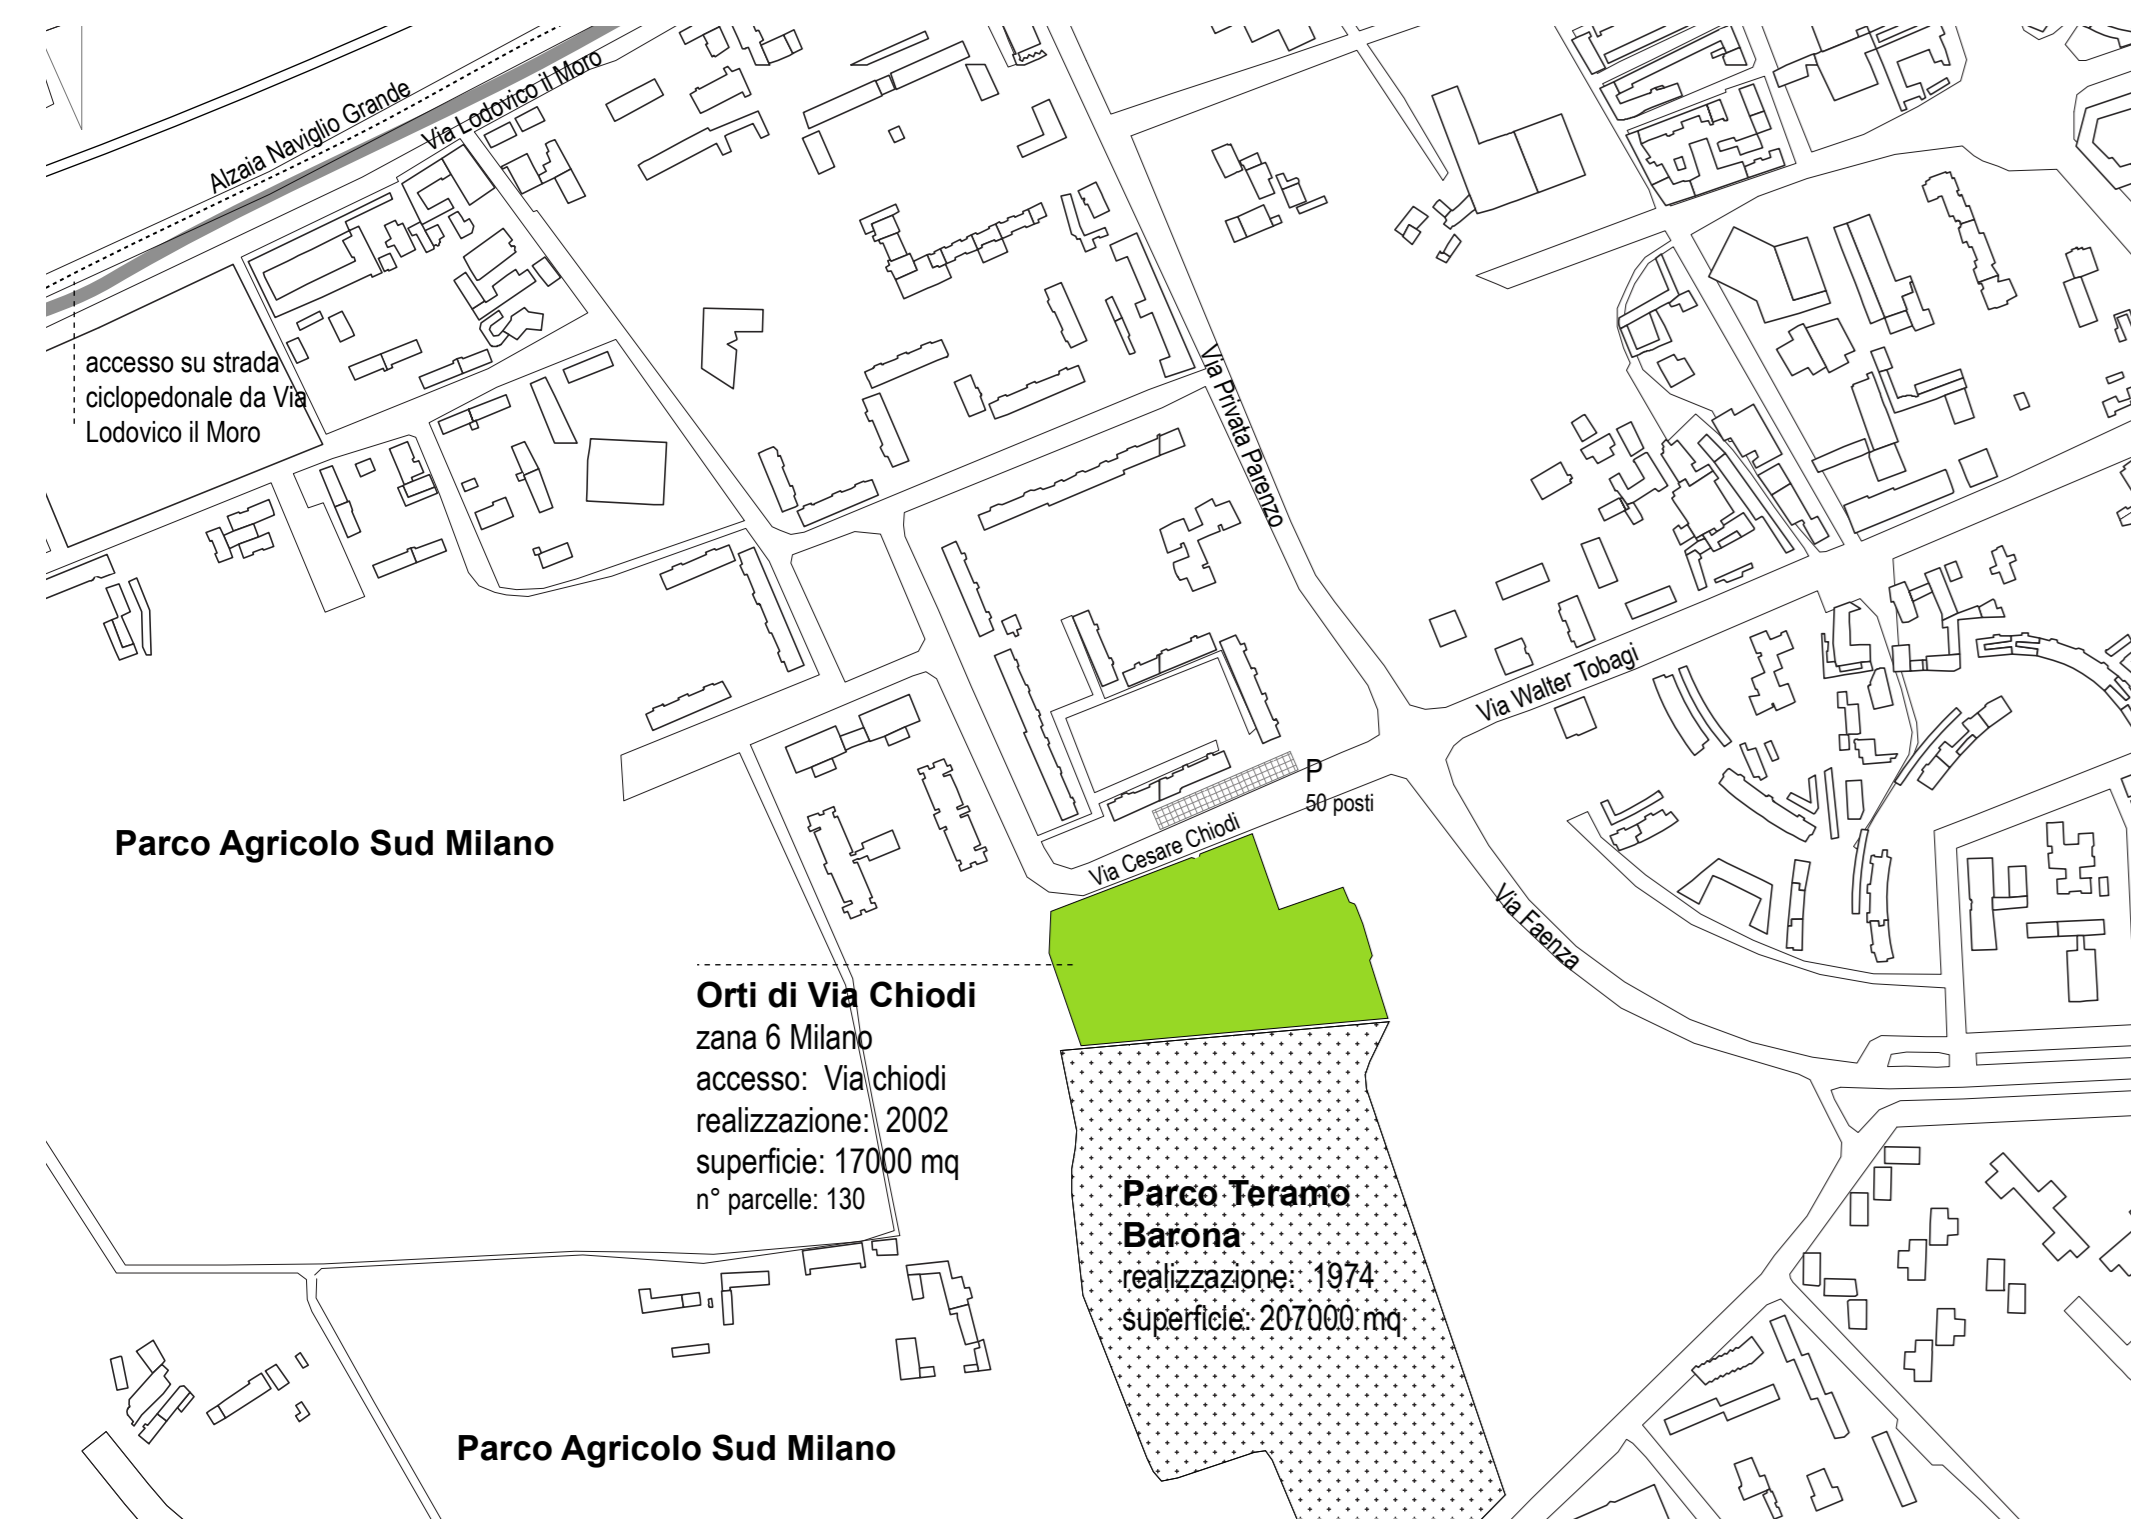 Alzaia Naviglio Grande
Via Lodovico il Moro
accesso su strada
ciclopedonale da Via
Lodovico il Moro
Via Privata Parenzo
Via Walter Tobagi
P
50 posti
Via Cesare Chiodi
Via Faenza
Parco Agricolo Sud Milano
Orti di Via Chiodi
zana 6 Milano
accesso: Via chiodi
realizzazione: 2002
superficie: 17000 mq
n° parcelle: 130
Parco Teramo
Barona
realizzazione: 1974
superficie: 207000 mq
Parco Agricolo Sud Milano